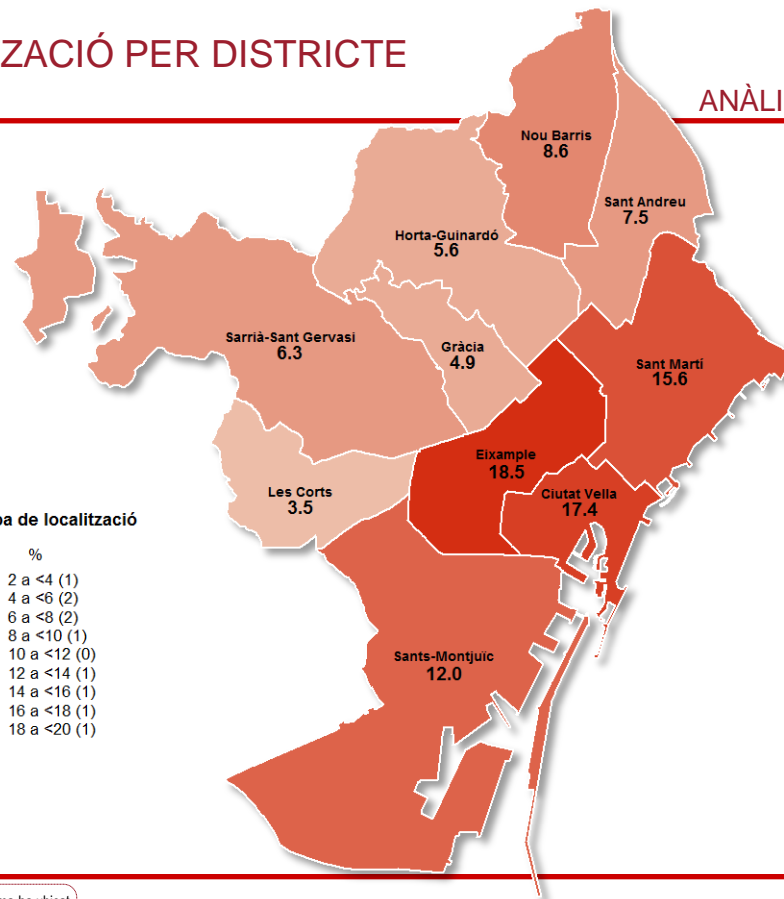 ZACIÓ PER DISTRICTE
ANÀLI
Nou Barris
8.6
Sant Andreu
7.5
Horta-Guinardó
5.6
Sarrià-Sant Gervasi
6.3
Gràcia
4.9
Sant Martí
15.6
Eixample
18.5
Ciutat Vella
17.4
Les Corts
3.5
Sants-Montjuïc
12.0
pa de localització
%
2 a <4 (1)
4 a <6 (2)
6 a <8 (2)
8 a <10 (1)
10 a <12 (0)
12 a <14 (1)
14 a <16 (1)
16 a <18 (1)
18 a <20 (1)